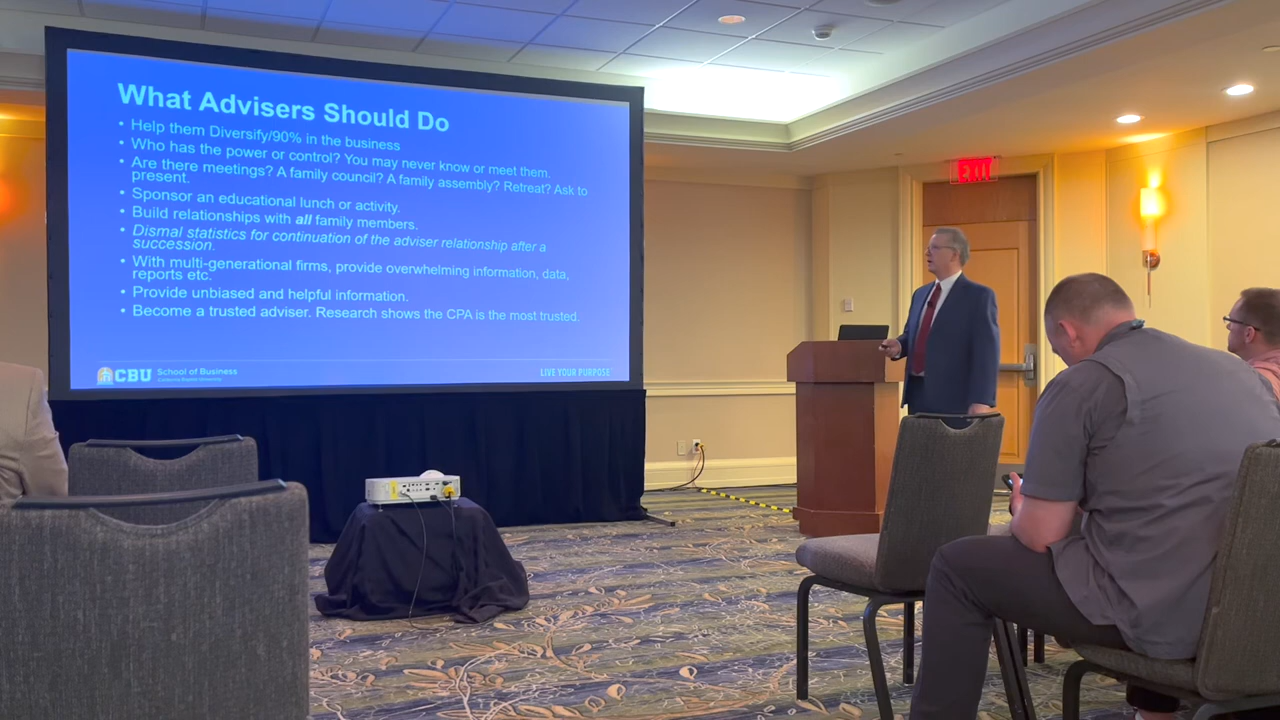 What Advisers Should Do
• Help them Diversify/90% in the business
• Who has the power or control? You may never know or meet them.
• Are there meetings? A family council? A family assembly? Retreat? Ask to
present.
• Sponsor an educational lunch or activity.
• Build relationships with all family members.
• Dismal statistics for continuation of the adviser relationship after a
succession.
• With multi-generational firms, provide overwhelming information, data,
reports etc.
• Provide unbiased and helpful information.
• Become a trusted adviser. Research shows the CPA is the most trusted.
CBU School of Business
California Baptist University
LIVE YOUR PURPOSE
EXIT